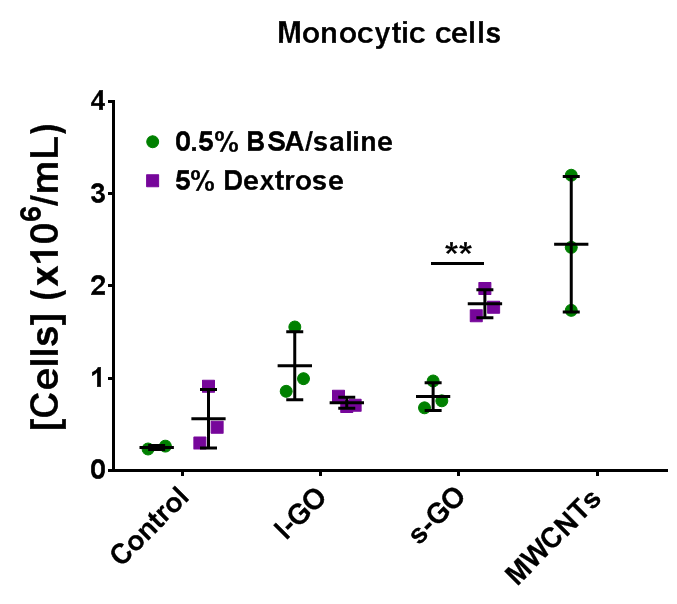 Monocytic cells
[Cells] (x10⁶/mL)
4
3
2
1
0
0.5% BSA/saline
5% Dextrose
**
Control
l-GO
s-GO
MWCNTs